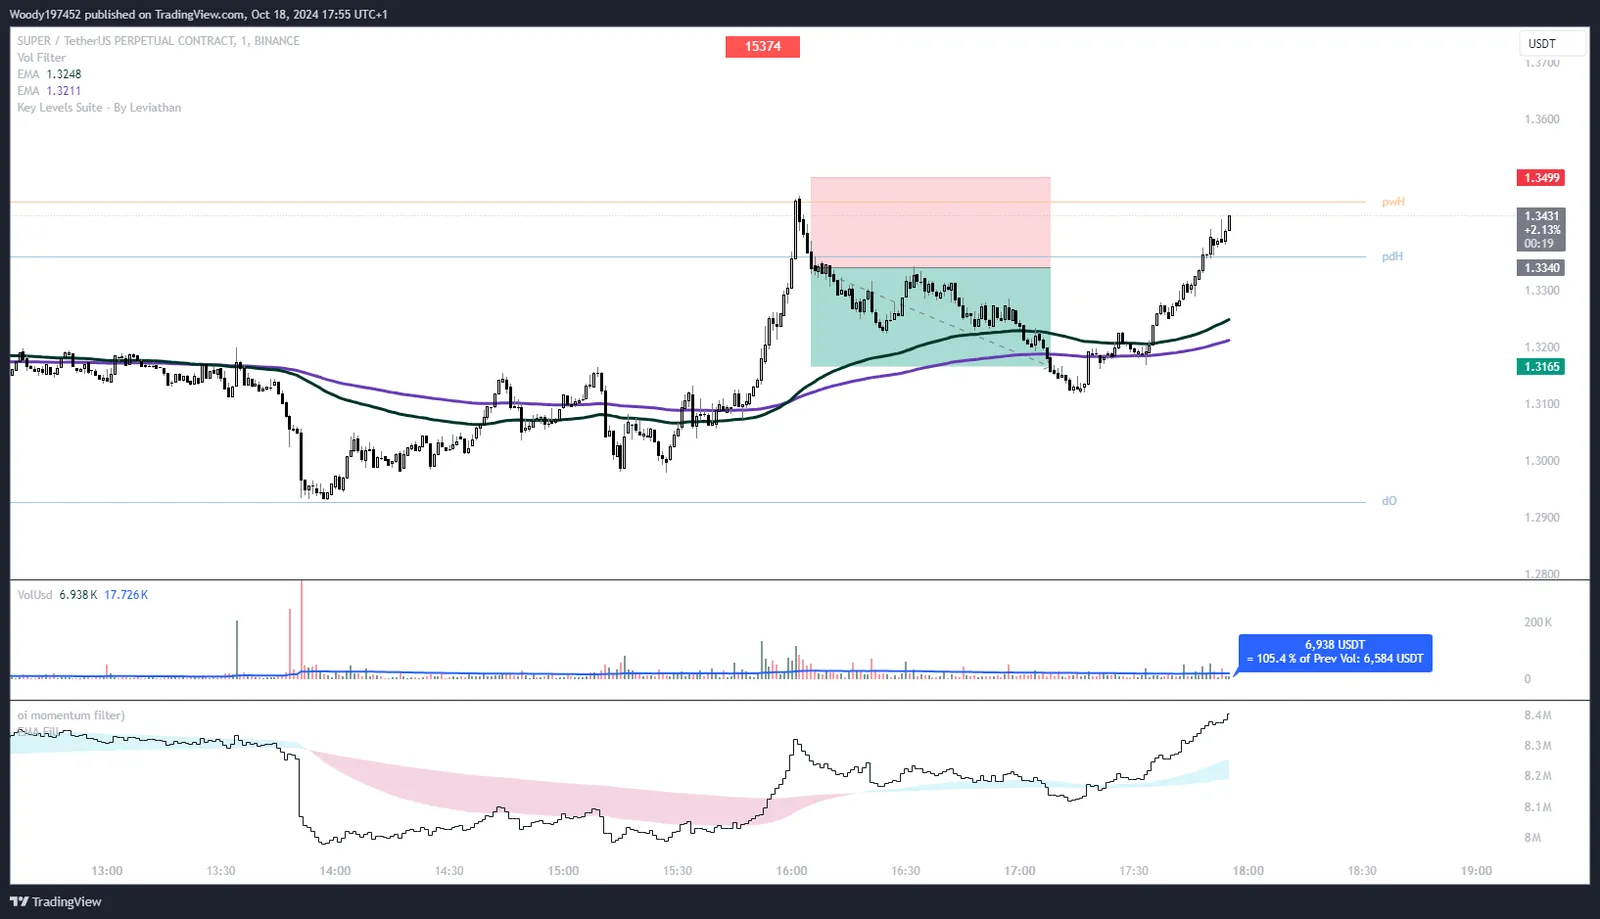 Woody197452 published on TradingView.com, Oct 18, 2024 17:55 UTC+1
SUPER / TetherUS PERPETUAL CONTRACT, 1, BINANCE
Vol Filter
EMA 1.3248
EMA 1.3211
Key Levels Suite - By Leviathan
15374
USDT
1.3700
1.3600
1.3499
pwH
1.3431
+2.13%
00:19
pdH
1.3340
1.3300
1.3200
1.3165
1.3100
1.3000
dO
1.2900
1.2800
VolUsd 6.938K 17.726K
200K
6,938 USDT
= 105.4 % of Prev Vol: 6,584 USDT
0
oi momentum filter)
EMA Fill
8.4M
8.3M
8.2M
8.1M
8M
13:00 13:30 14:00 14:30 15:00 15:30 16:00 16:30 17:00 17:30 18:00 18:30 19:00
TradingView